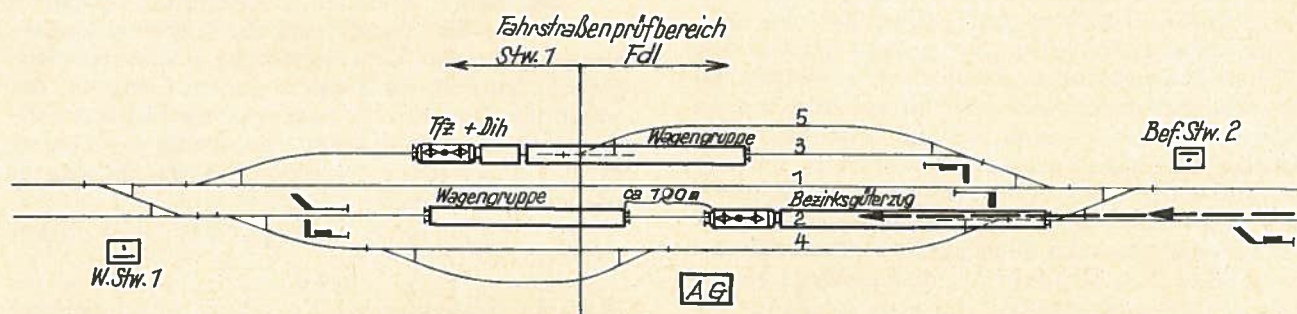 Fahrstraßenprüfbereich
Stw. 1 Fdl
Tfz + Dih
Wagengruppe
5
3
1
2
4
Bef. Stw. 2
Wagengruppe
ca 100 m
Bezirksgüterzug
W. Stw. 1
AG